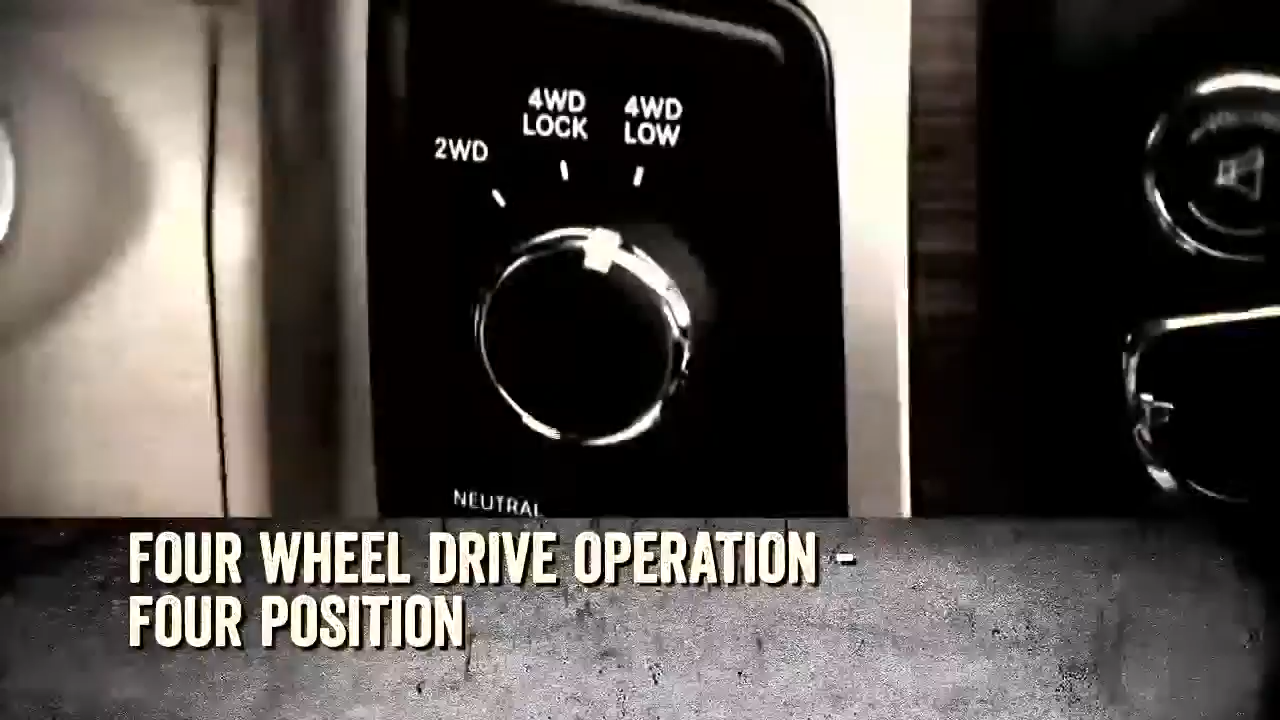 4WD
LOCK
4WD
LOW
2WD
NEUTRAL
FOUR WHEEL DRIVE OPERATION -
FOUR POSITION